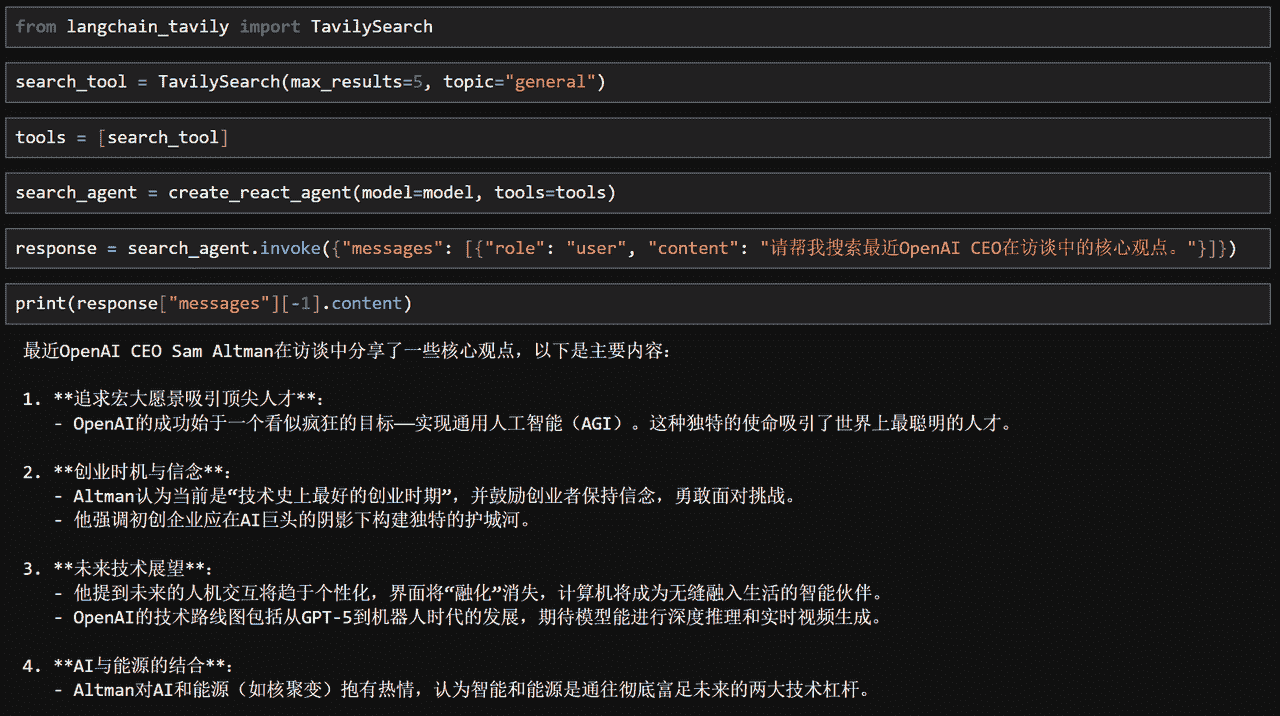 from langchain_tavily import TavilySearch
search_tool = TavilySearch(max_results=5, topic="general")
tools = [search_tool]
search_agent = create_react_agent(model=model, tools=tools)
response = search_agent.invoke({"messages": [{"role": "user", "content": "请帮我搜索最近OpenAI CEO在访谈中的核心观点。"}]})
print(response["messages"][-1].content)
最近OpenAI CEO Sam Altman在访谈中分享了一些核心观点，以下是主要内容：
1. **追求宏大愿景吸引顶尖人才**：
- OpenAI的成功始于一个看似疯狂的目标——实现通用人工智能（AGI）。这种独特的使命吸引了世界上最聪明的人才。
2. **创业时机与信念**：
- Altman认为当前是“技术史上最好的创业时期”，并鼓励创业者保持信念，勇敢面对挑战。
- 他强调初创企业应在AI巨头的阴影下构建独特的护城河。
3. **未来技术展望**：
- 他提到未来的人机交互将趋于个性化，界面将“融化”消失，计算机将成为无缝融入生活的智能伙伴。
- OpenAI的技术路线图包括从GPT-5到机器人时代的发展，期待模型能进行深度推理和实时视频生成。
4. **AI与能源的结合**：
- Altman对AI和能源（如核聚变）抱有热情，认为智能和能源是通往彻底富足未来的两大技术杠杆。